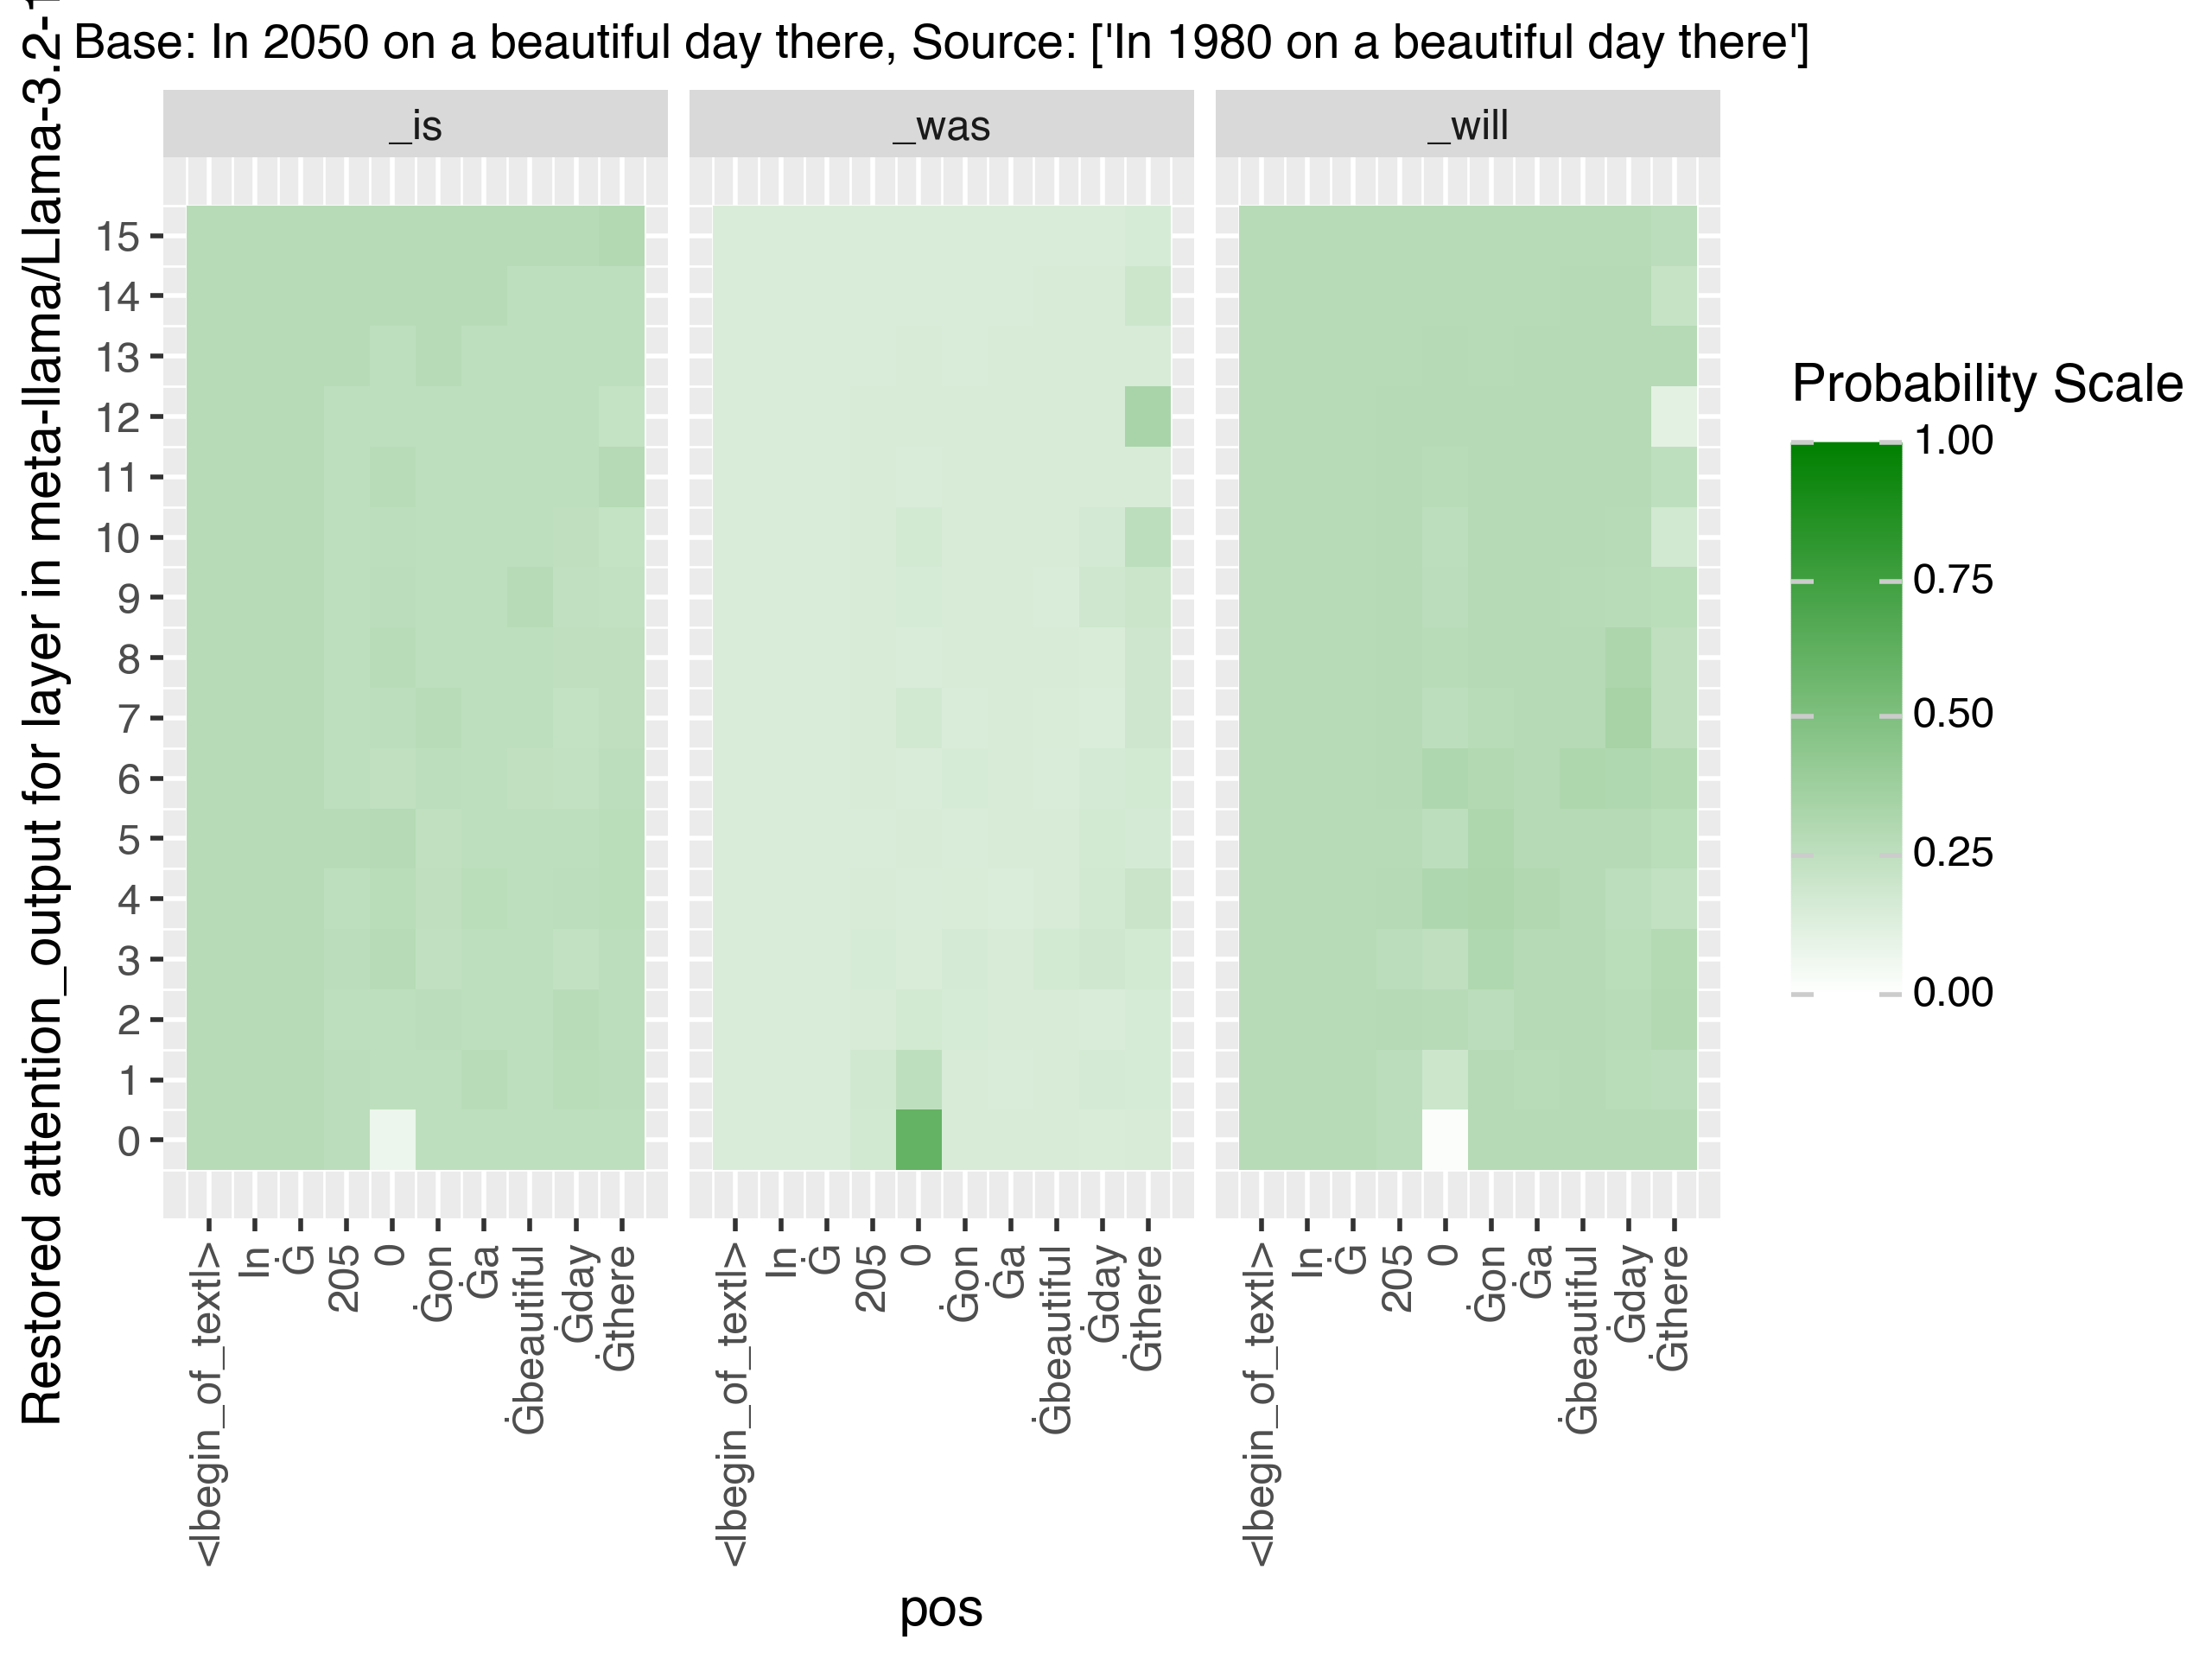 Base: In 2050 on a beautiful day there, Source: ['In 1980 on a beautiful day there']
Restored attention_output for layer in meta-llama/Llama-3.2-1
_is
_was
_will
15
14
13
12
11
10
9
8
7
6
5
4
3
2
1
0
<|begin_of_text|>
In
Ġ
205
0
Ġon
Ġa
Ġbeautiful
Ġday
Ġthere
<|begin_of_text|>
In
Ġ
205
0
Ġon
Ġa
Ġbeautiful
Ġday
Ġthere
<|begin_of_text|>
In
Ġ
205
0
Ġon
Ġa
Ġbeautiful
Ġday
Ġthere
pos
Probability Scale
1.00
0.75
0.50
0.25
0.00